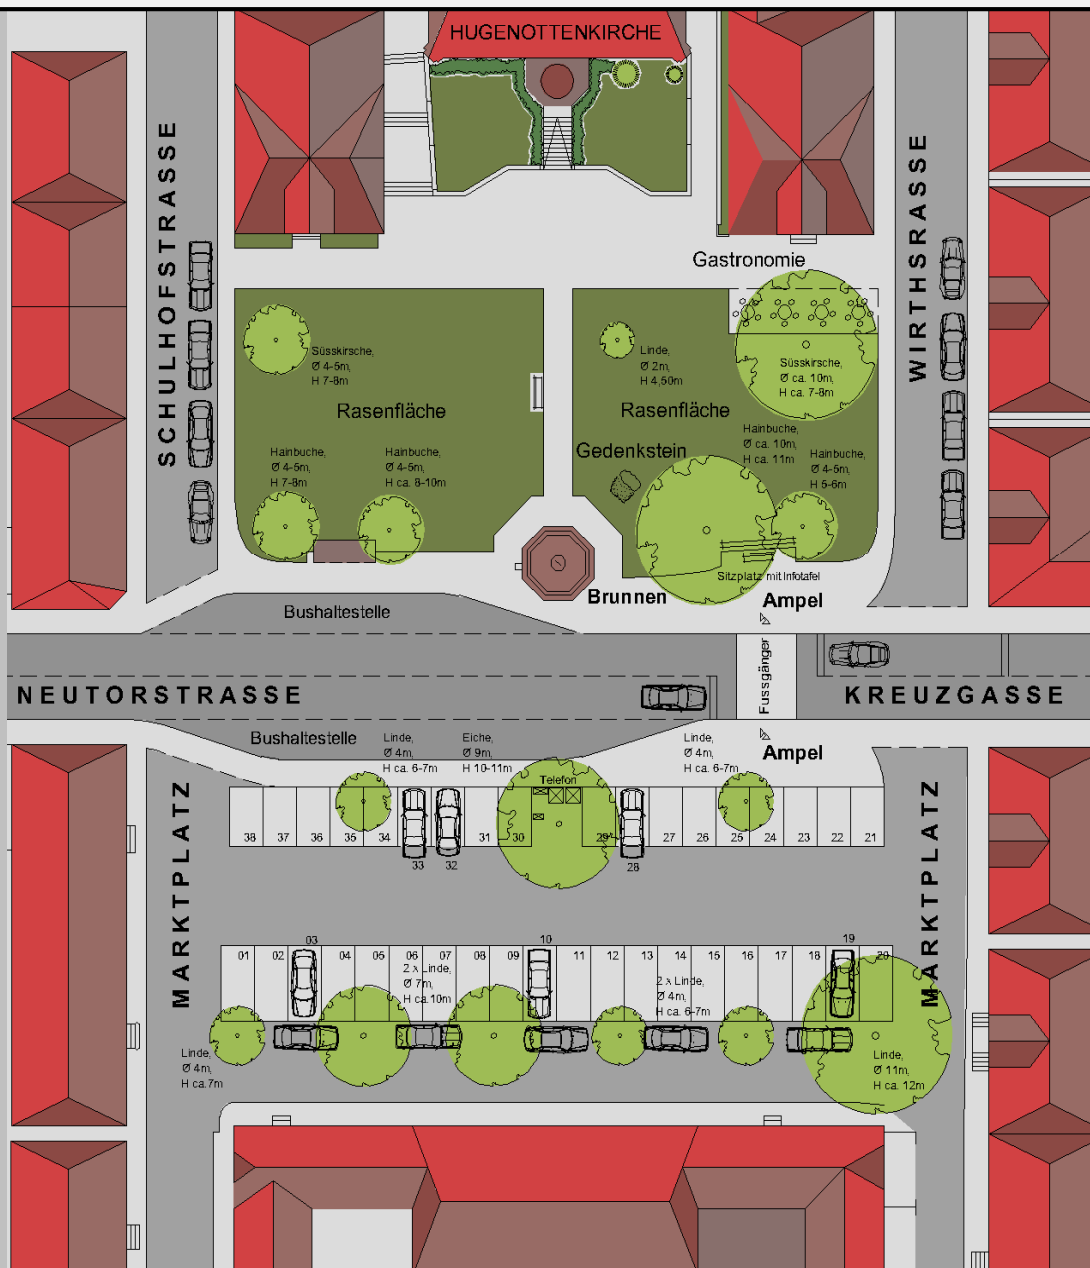 HUGENOTTENKIRCHE
SCHULHOFSTRASSE
WIRTHSRASSE
Gastronomie
Süsskirsche,
Ø 4-5m,
H 7-8m
Linde,
Ø 2m,
H 4,50m
Süsskirsche,
Ø ca. 10m,
H ca. 7-8m
Rasenfläche
Rasenfläche
Hainbuche,
Ø ca. 10m,
H ca. 11m
Gedenkstein
Hainbuche,
Ø 4-5m,
H 7-8m
Hainbuche,
Ø 4-5m,
H ca. 8-10m
Hainbuche,
Ø 4-5m,
H 5-6m
Sitzplatz mit Infotafel
Brunnen
Ampel
Bushaltestelle
Fussgänger
NEUTORSTRASSE
KREUZGASSE
Bushaltestelle
Linde,
Ø 4m,
H ca. 6-7m
Eiche,
Ø 9m,
H 10-11m
Linde,
Ø 4m,
H ca. 6-7m
Ampel
Telefon
MARKTPLATZ
MARKTPLATZ
38 37 36 35 34 33 32 31 30 29 28 27 26 25 24 23 22 21
01 02 03 04 05 06 07 08 09 10 11 12 13 14 15 16 17 18 19 20
2 x Linde,
Ø 7m,
H ca.10m
2 x Linde,
Ø 4m,
H ca. 6-7m
Linde,
Ø 4m,
H ca.7m
Linde,
Ø 11m,
H ca. 12m